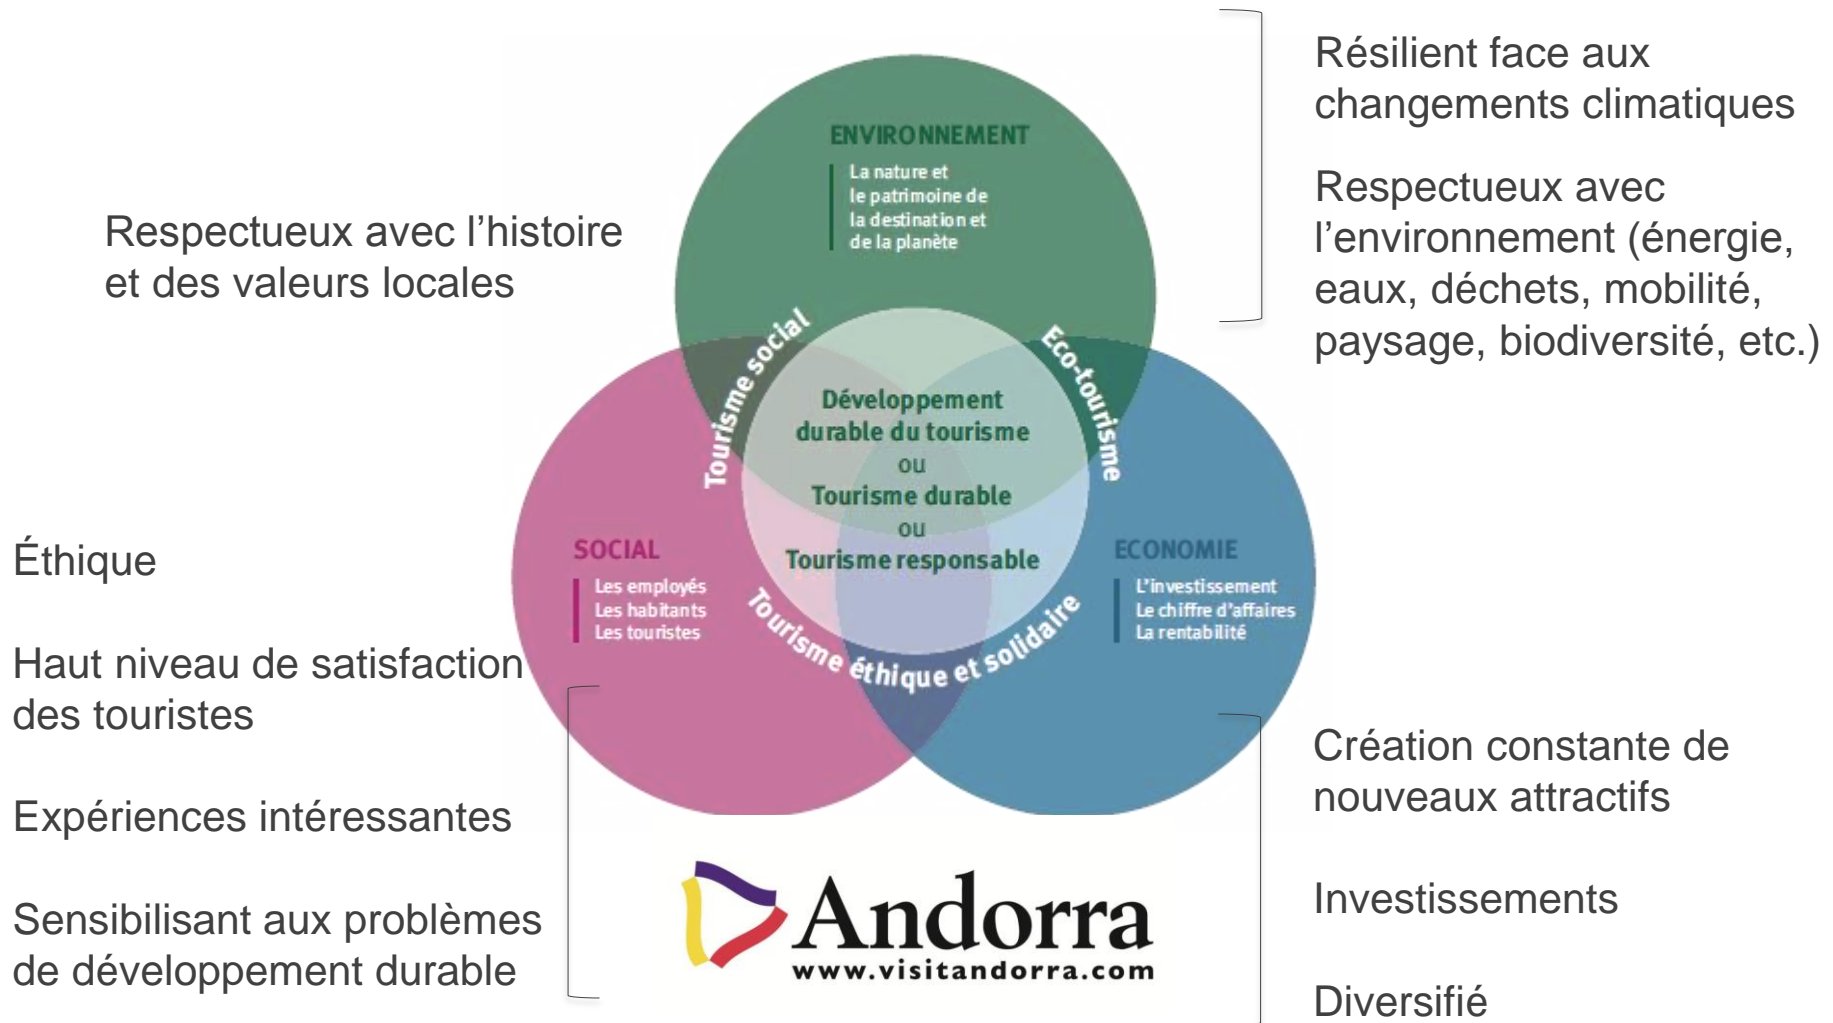 Résilient face aux
changements climatiques
Respectueux avec
l’environnement (énergie,
eaux, déchets, mobilité,
paysage, biodiversité, etc.)
Respectueux avec l’histoire
et des valeurs locales
ENVIRONNEMENT
La nature et
le patrimoine de
la destination et
de la planète
Tourisme social
Eco-tourisme
Développement
durable du tourisme
ou
Tourisme durable
ou
Tourisme responsable
SOCIAL
Les employés
Les habitants
Les touristes
ECONOMIE
L’investissement
Le chiffre d’affaires
La rentabilité
Tourisme éthique et solidaire
Éthique
Haut niveau de satisfaction
des touristes
Expériences intéressantes
Sensibilisant aux problèmes
de développement durable
Création constante de
nouveaux attractifs
Investissements
Diversifié
Andorra
www.visitandorra.com